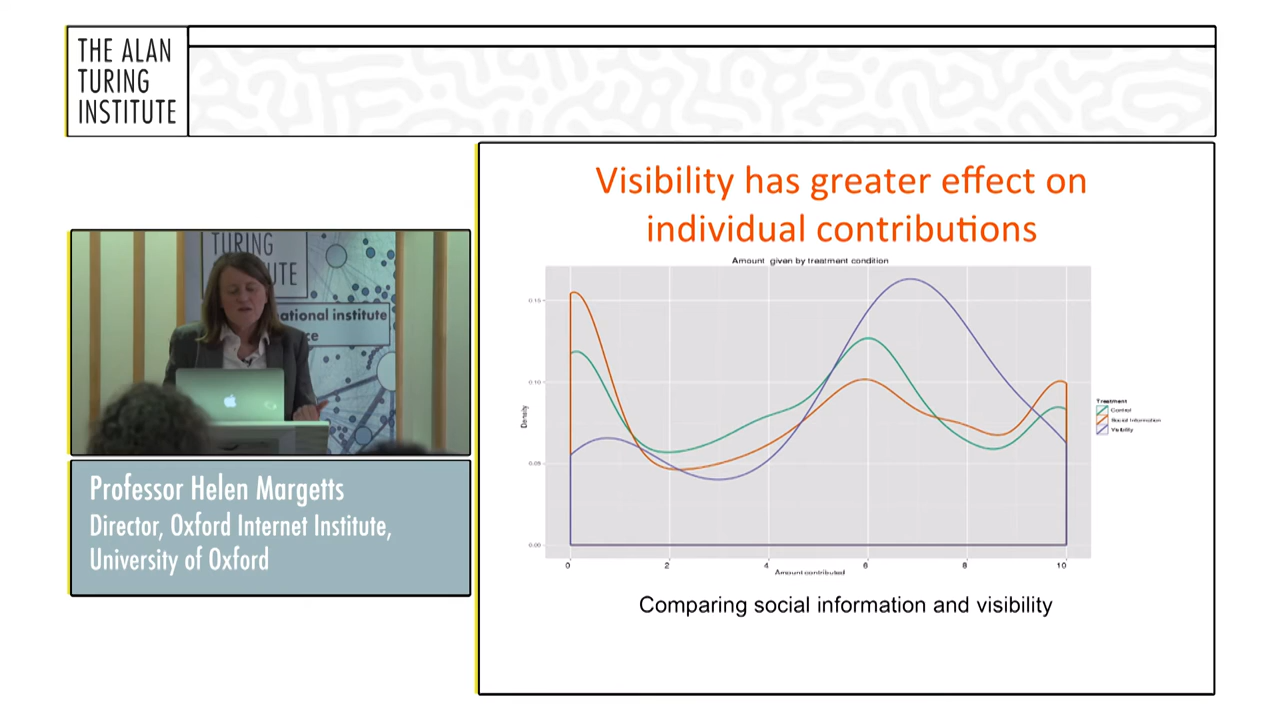 THE ALAN
TURING
INSTITUTE
TURING
ational institute
ce
Professor Helen Margetts
Director, Oxford Internet Institute,
University of Oxford
Visibility has greater effect on
individual contributions
Amount given by treatment condition
Density
0.15
0.10
0.05
0.00
0
2
4
6
8
10
Amount contributed
Treatment
Control
Social Information
Visibility
Comparing social information and visibility